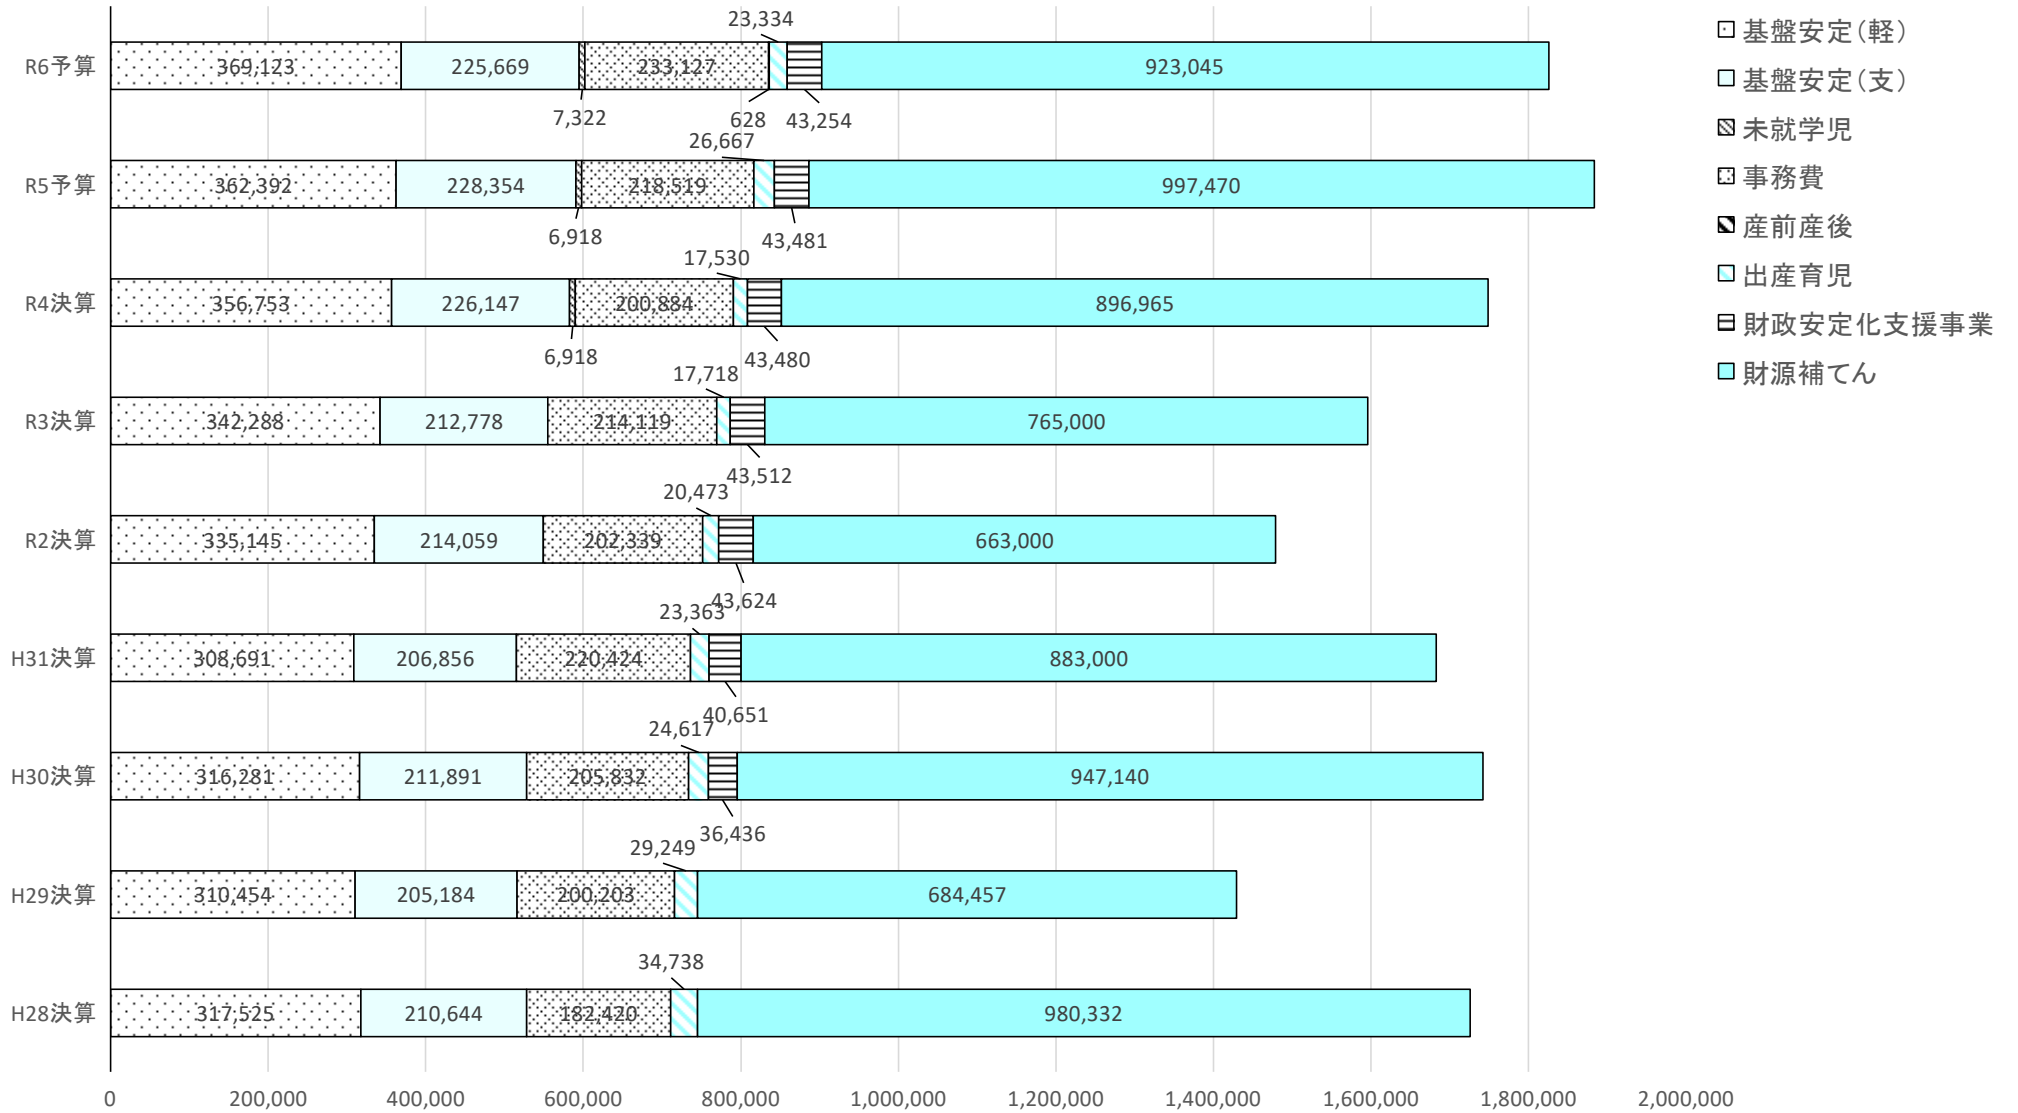 23,334
R6予算 369,123 225,669 233,127 923,045
7,322 628 43,254
26,667
R5予算 362,392 228,354 218,519 997,470
6,918 43,481
17,530
R4決算 356,753 226,147 200,884 896,965
6,918 43,480
17,718
R3決算 342,288 212,778 214,119 765,000
43,512
20,473
R2決算 335,145 214,059 202,339 663,000
43,624
23,363
H31決算 308,691 206,856 220,424 883,000
40,651
24,617
H30決算 316,281 211,891 205,832 947,140
36,436
29,249
H29決算 310,454 205,184 200,203 684,457
34,738
H28決算 317,525 210,644 182,420 980,332
0 200,000 400,000 600,000 800,000 1,000,000 1,200,000 1,400,000 1,600,000 1,800,000 2,000,000
基盤安定(軽)
基盤安定(支)
未就学児
事務費
産前産後
出産育児
財政安定化支援事業
財源補てん